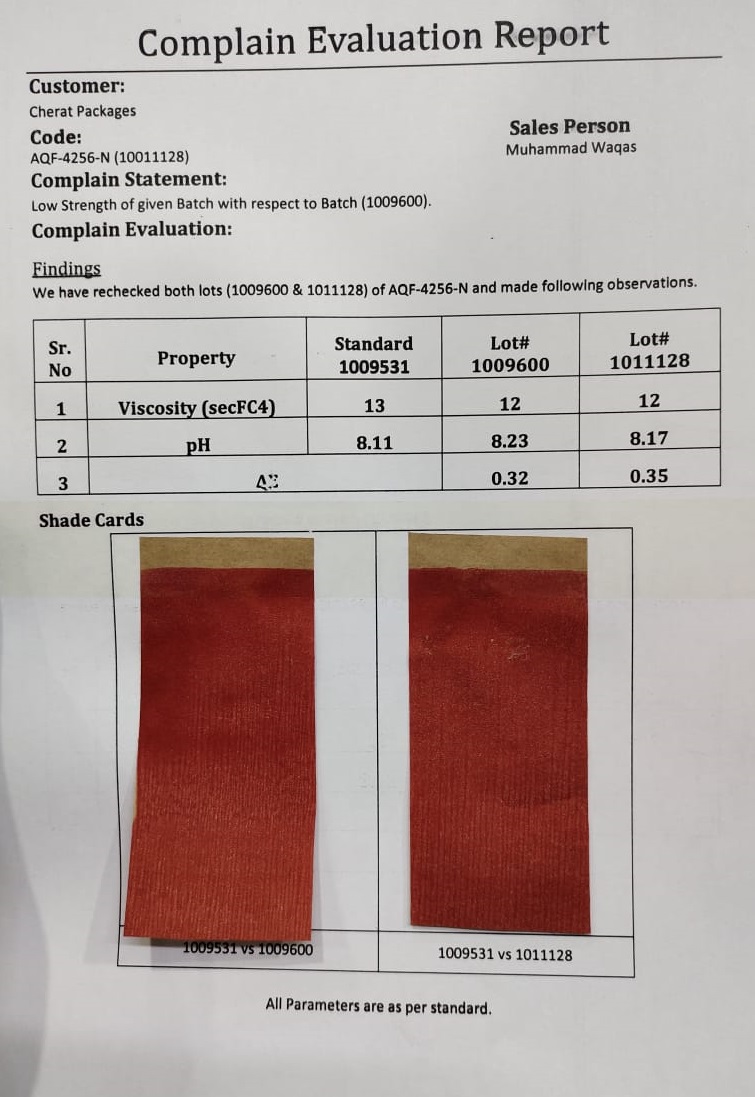 Complain Evaluation Report
Customer:
Cherat Packages
Code:
AQF-4256-N (10011128)
Sales Person
Muhammad Waqas
Complain Statement:
Low Strength of given Batch with respect to Batch (1009600).
Complain Evaluation:
Findings
We have rechecked both lots (1009600 & 1011128) of AQF-4256-N and made following observations.
Sr. No Property Standard 1009531 Lot# 1009600 Lot# 1011128
1 Viscosity (secFC4) 13 12 12
2 pH 8.11 8.23 8.17
3 0.32 0.35
Shade Cards
1009531 vs 1009600 1009531 vs 1011128
All Parameters are as per standard.